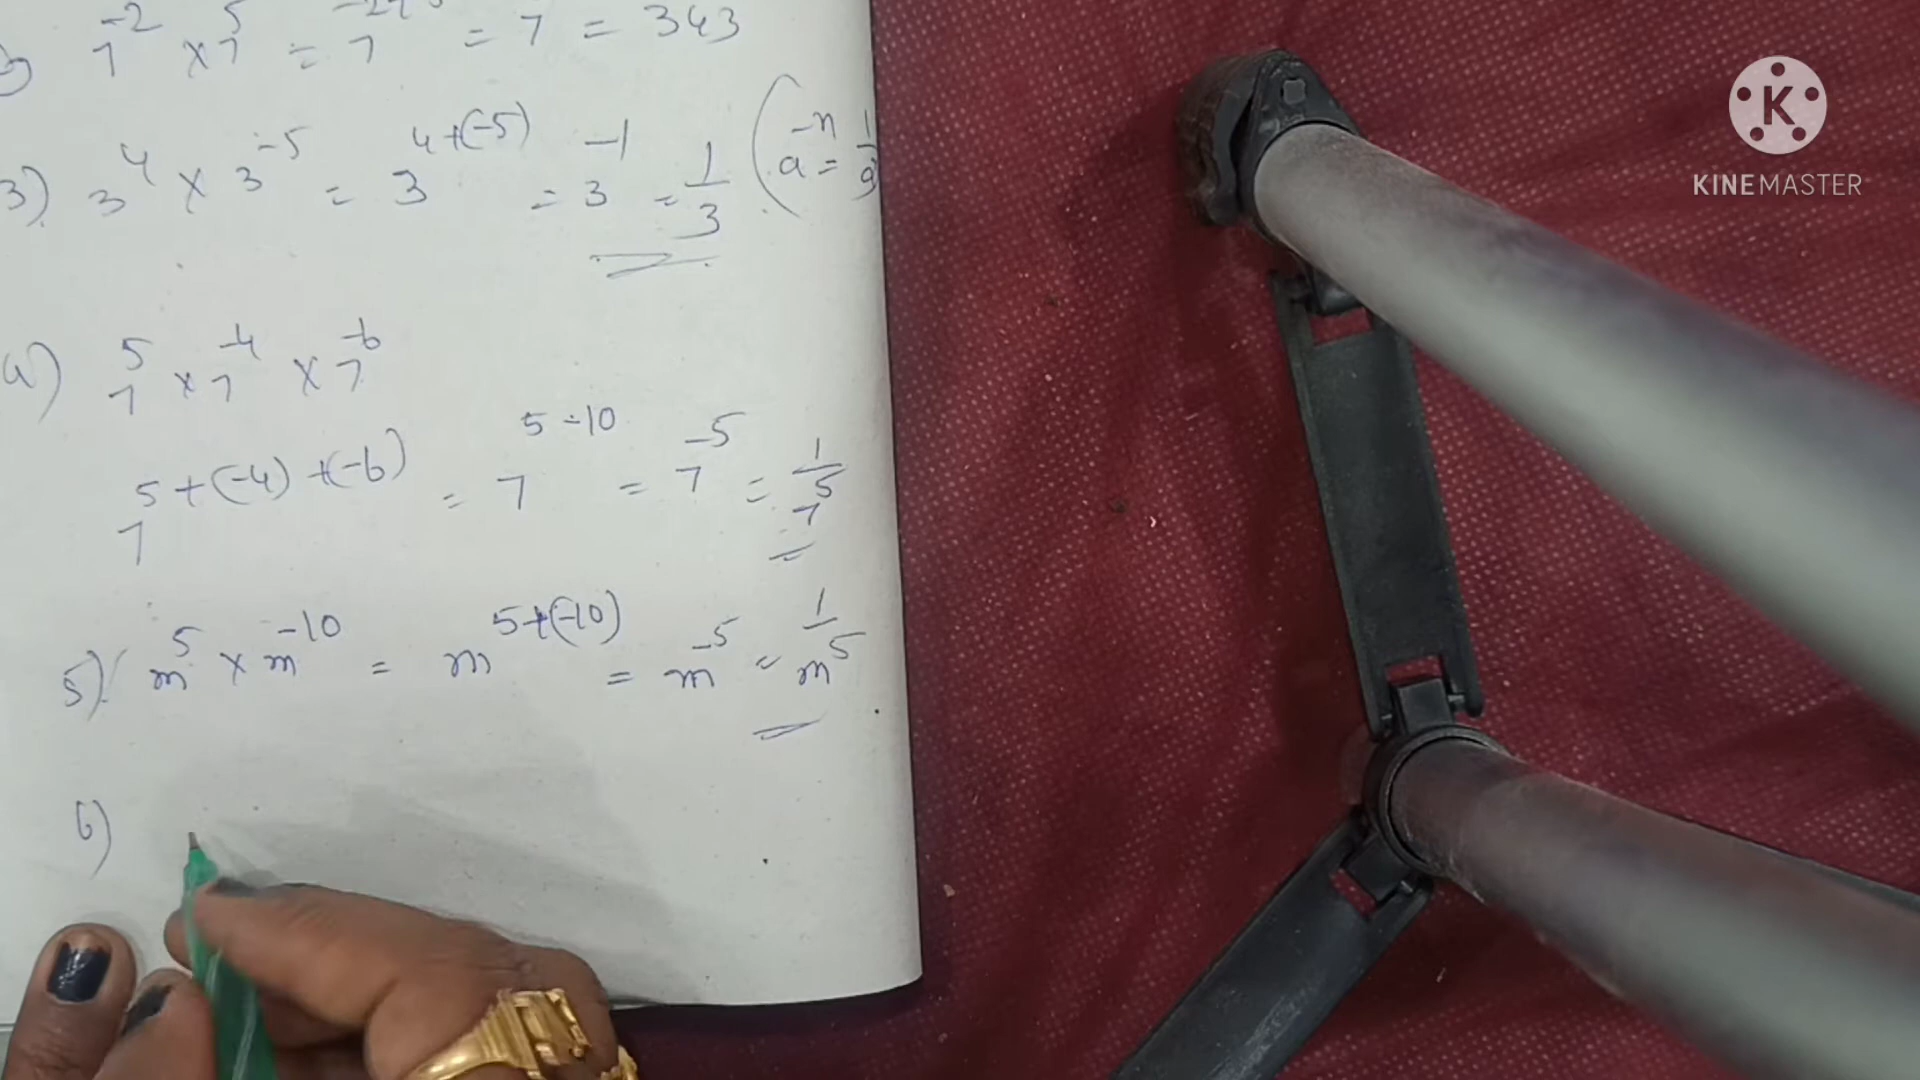 7^-2 × 7^5 = 7^-2+5 = 7 = 343
3) 3^4 × 3^-5 = 3^4+(-5) = 3^-1 = 1/3 (a^-n = 1/a
4) 7^5 × 7^-4 × 7^-6
7^5+(-4)+(-6) = 7^5-10 = 7^-5 = 1/7^5
5) m^5 × m^-10 = m^5+(-10) = m^-5 = 1/m^5
6)
K
KINEMASTER